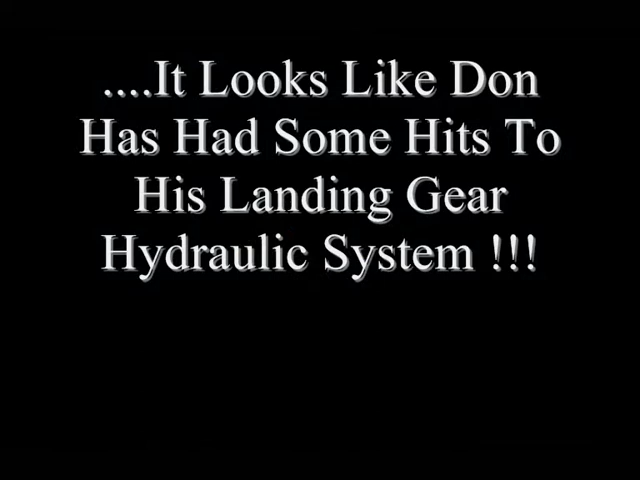 ....It Looks Like Don
Has Had Some Hits To
His Landing Gear
Hydraulic System !!!